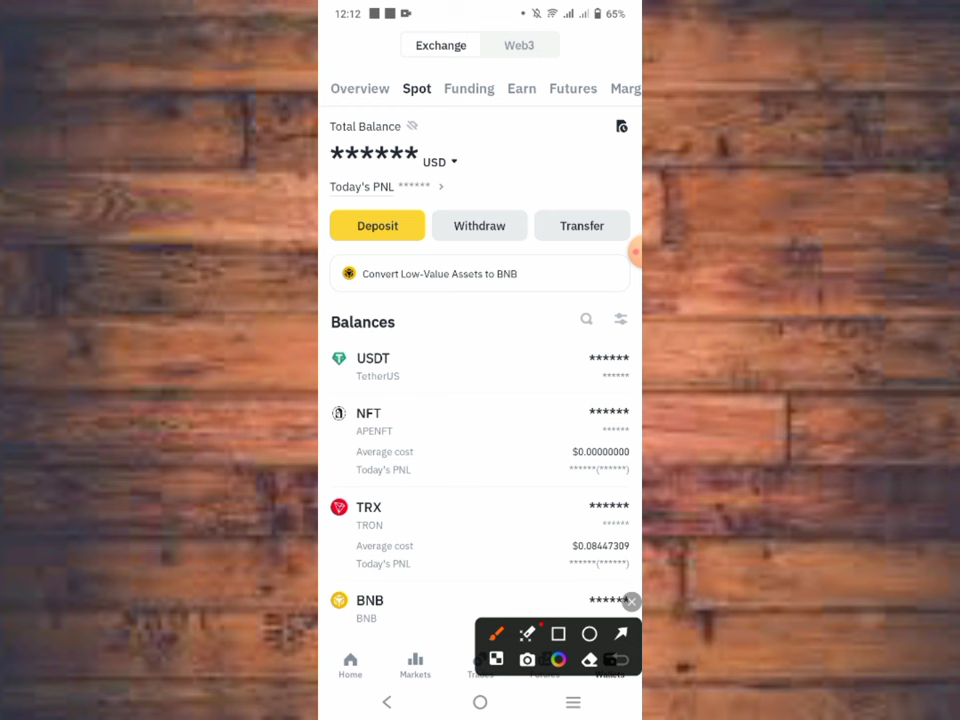 12:12 65%
Exchange Web3
Overview Spot Funding Earn Futures Marg
Total Balance
****** USD
Today's PNL ******
Deposit Withdraw Transfer
Convert Low-Value Assets to BNB
Balances
USDT ******
TetherUS ******
NFT ******
APENFT ******
Average cost $0.00000000
Today's PNL ******(******)
TRX ******
TRON ******
Average cost $0.08447309
Today's PNL ******(******)
BNB ******
BNB
Home Markets